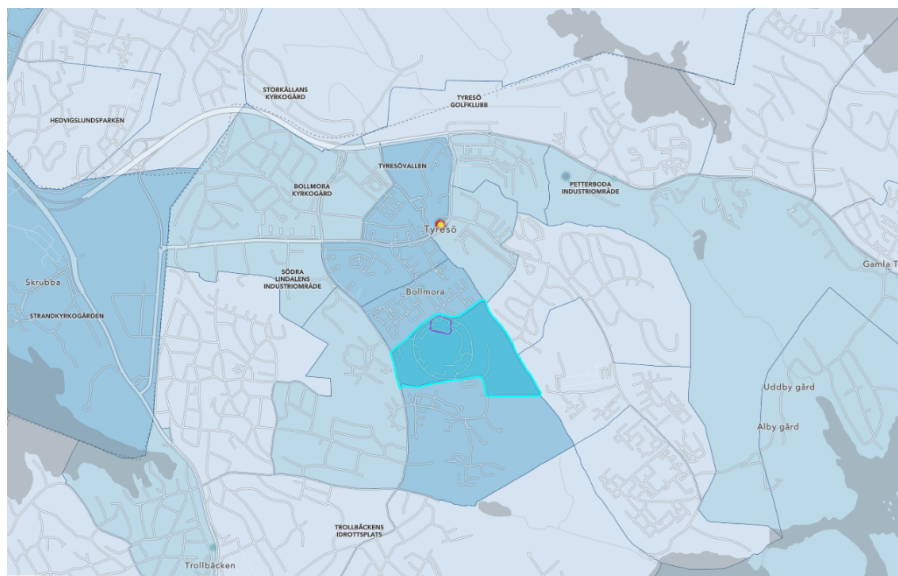 STORKÄLLANS
KYRKOGÅRD
TYRESÖ
GOLFKLUBB
HEDVIGSLUNDSPARKEN
TYRESÖVALLEN
BOLLMORA
KYRKOGÅRD
PETTERBODA
INDUSTRIOMRÅDE
Tyresö
Gamla T
SÖDRA
LINDALENS
INDUSTRIOMRÅDE
Skrubba
Bollmora
STRANDKYRKOGÅRDEN
Uddby gård
Alby gård
TROLLBÄCKENS
IDROTTSPLATS
Trollbäcken